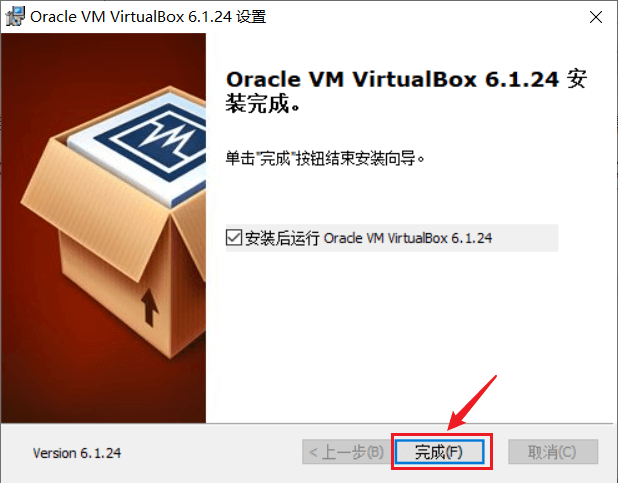 Oracle VM VirtualBox 6.1.24 设置
Oracle VM VirtualBox 6.1.24 安
装完成。
单击"完成"按钮结束安装向导。
安装后运行 Oracle VM VirtualBox 6.1.24
Version 6.1.24
< 上一步(B)
完成(F)
取消(C)